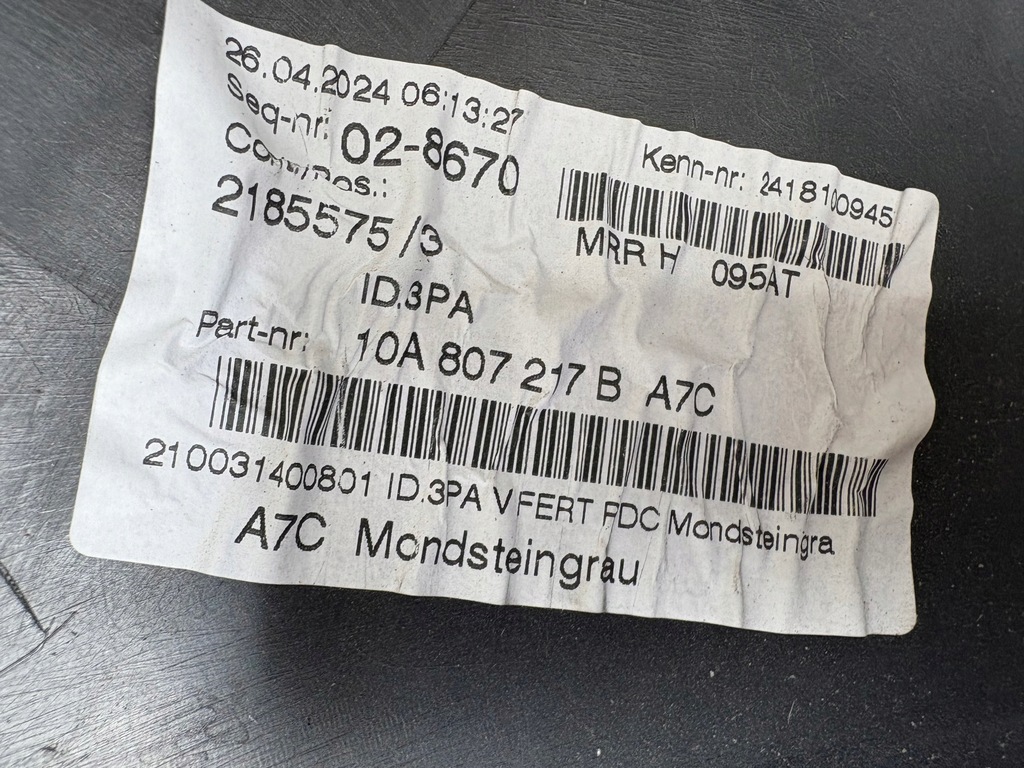 26.04.2024 06:13:27
Seq-nr: 02-8670
Kenn-nr: 2418100945
2185575/3
MRR H 095AT
ID.3PA
Part-nr: 10A 807 217 B A7C
210031400801 ID.3PA VFERT PDC Mondsteingra
A7C Mondsteingrau